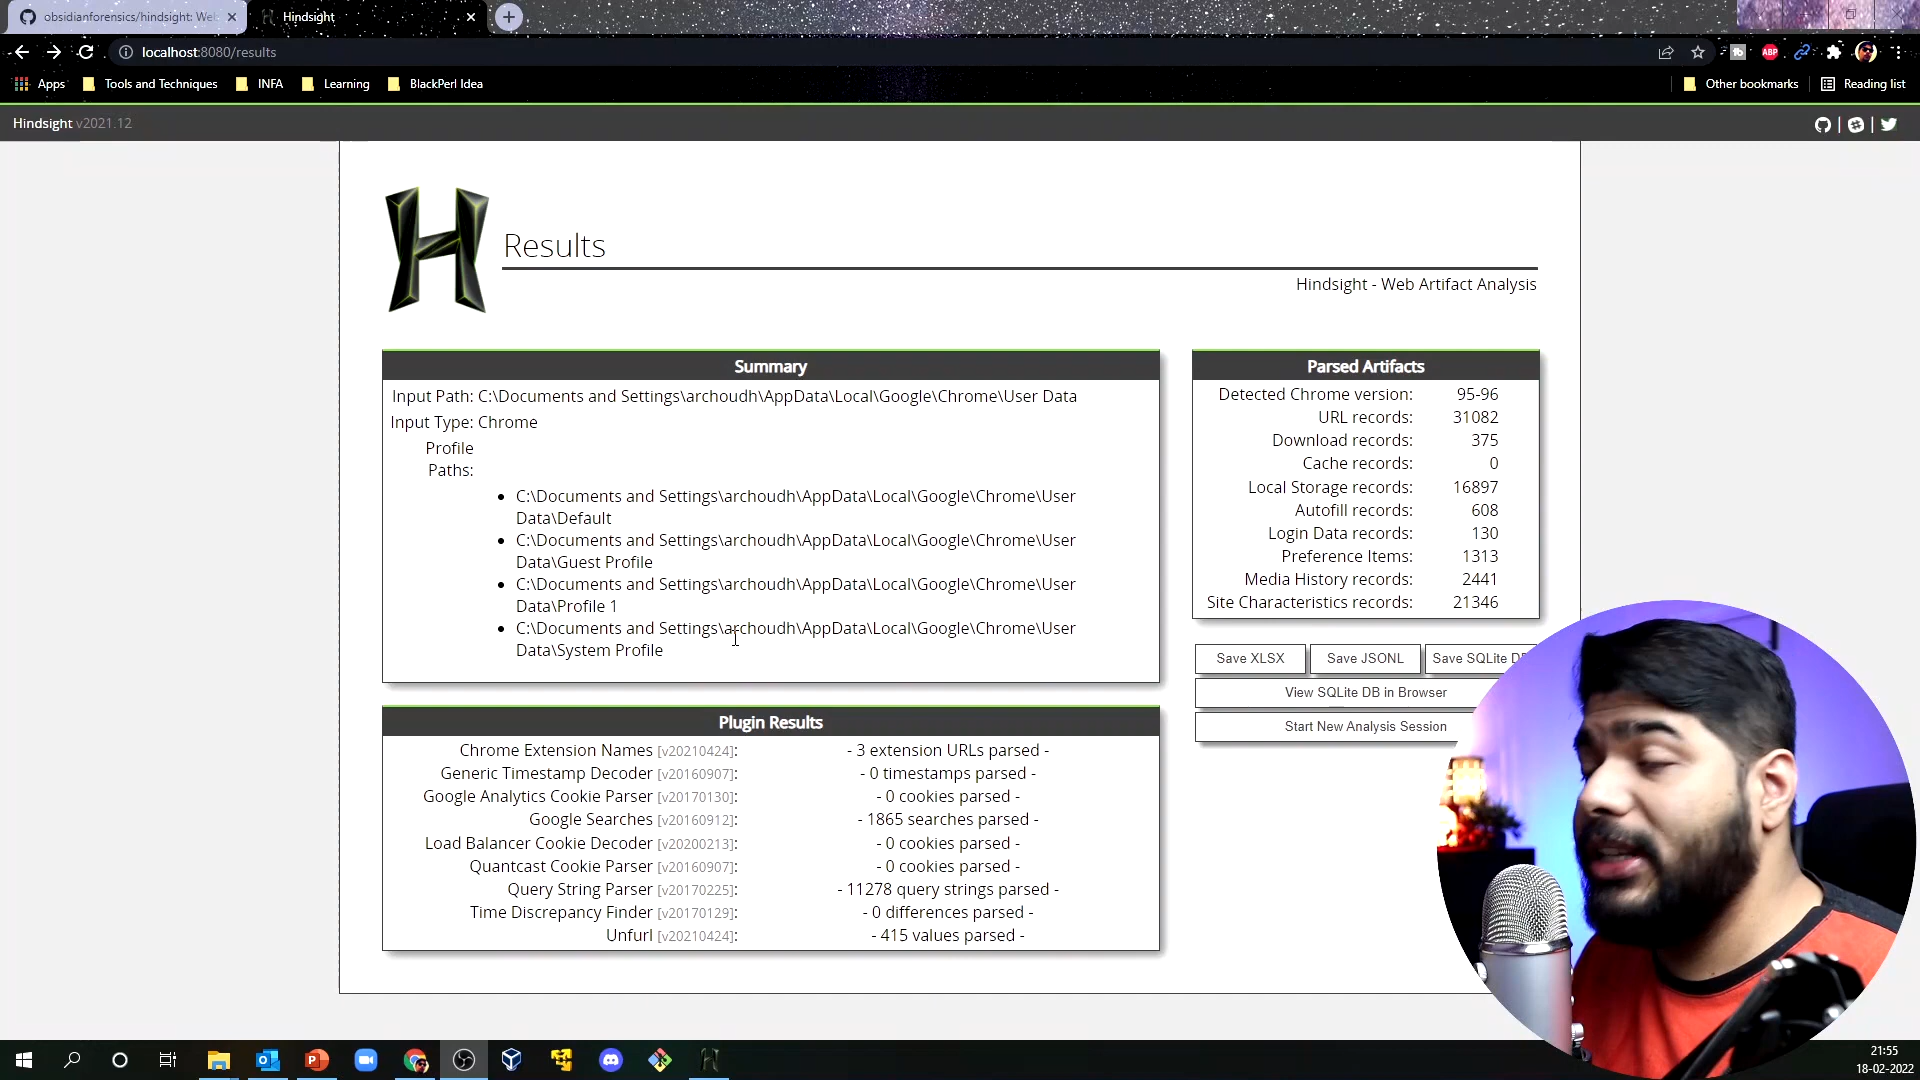 obsidianforensics/hindsight: Wel
Hindsight
localhost:8080/results
Apps
Tools and Techniques
INFA
Learning
BlackPerl Idea
Other bookmarks
Reading list
Hindsight v2021.12
Results
Hindsight - Web Artifact Analysis
Summary
Input Path: C:\Documents and Settings\archoudh\AppData\Local\Google\Chrome\User Data
Input Type: Chrome
Profile
Paths:
C:\Documents and Settings\archoudh\AppData\Local\Google\Chrome\User
Data\Default
C:\Documents and Settings\archoudh\AppData\Local\Google\Chrome\User
Data\Guest Profile
C:\Documents and Settings\archoudh\AppData\Local\Google\Chrome\User
Data\Profile 1
C:\Documents and Settings\archoudh\AppData\Local\Google\Chrome\User
Data\System Profile
Parsed Artifacts
Detected Chrome version: 95-96
URL records: 31082
Download records: 375
Cache records: 0
Local Storage records: 16897
Autofill records: 608
Login Data records: 130
Preference Items: 1313
Media History records: 2441
Site Characteristics records: 21346
Save XLSX
Save JSONL
Save SQLite DB
View SQLite DB in Browser
Start New Analysis Session
Plugin Results
Chrome Extension Names [v20210424]: - 3 extension URLs parsed -
Generic Timestamp Decoder [v20160907]: - 0 timestamps parsed -
Google Analytics Cookie Parser [v20170130]: - 0 cookies parsed -
Google Searches [v20160912]: - 1865 searches parsed -
Load Balancer Cookie Decoder [v20200213]: - 0 cookies parsed -
Quantcast Cookie Parser [v20160907]: - 0 cookies parsed -
Query String Parser [v20170225]: - 11278 query strings parsed -
Time Discrepancy Finder [v20170129]: - 0 differences parsed -
Unfurl [v20210424]: - 415 values parsed -
21:55
18-02-2022